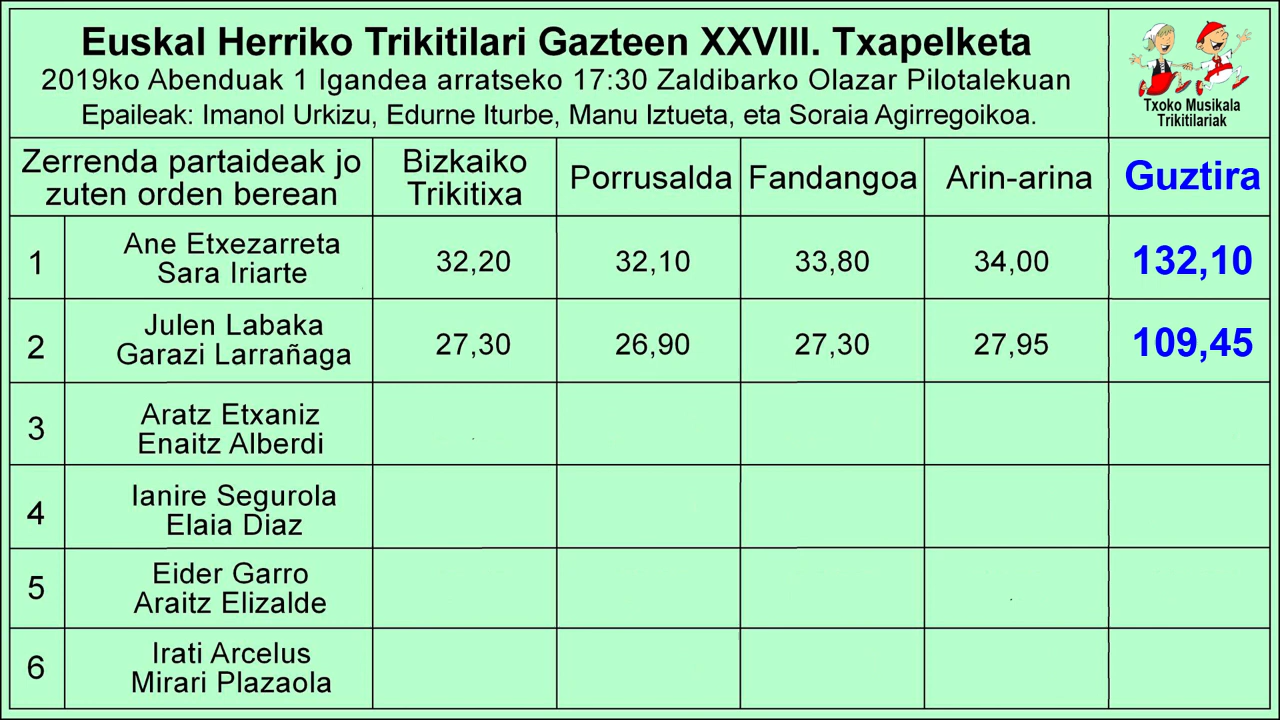 Euskal Herriko Trikitilari Gazteen XXVIII. Txapelketa
2019ko Abenduak 1 Igandea arratseko 17:30 Zaldibarko Olazar Pilotalekuan
Epaileak: Imanol Urkizu, Edurne Iturbe, Manu Iztueta, eta Soraia Agirregoikoa.
Txoko Musikala
Trikitilariak
Zerrenda partaideak jo
zuten orden berean
Bizkaiko
Trikitixa
Porrusalda
Fandangoa
Arin-arina
Guztira
1
Ane Etxezarreta
Sara Iriarte
32,20
32,10
33,80
34,00
132,10
2
Julen Labaka
Garazi Larrañaga
27,30
26,90
27,30
27,95
109,45
3
Aratz Etxaniz
Enaitz Alberdi
4
Ianire Segurola
Elaia Diaz
5
Eider Garro
Araitz Elizalde
6
Irati Arcelus
Mirari Plazaola